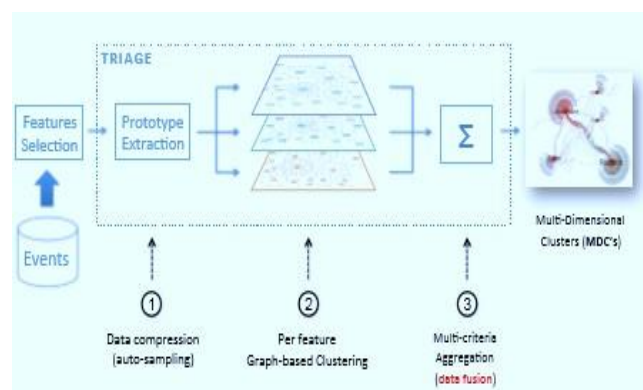 TRIAGE
Features
Selection
Prototype
Extraction
Σ
Events
Multi-Dimensional
Clusters (MDC's)
1
Data compression
(auto-sampling)
2
Per feature
Graph-based Clustering
3
Multi-criteria
Aggregation
(data fusion)